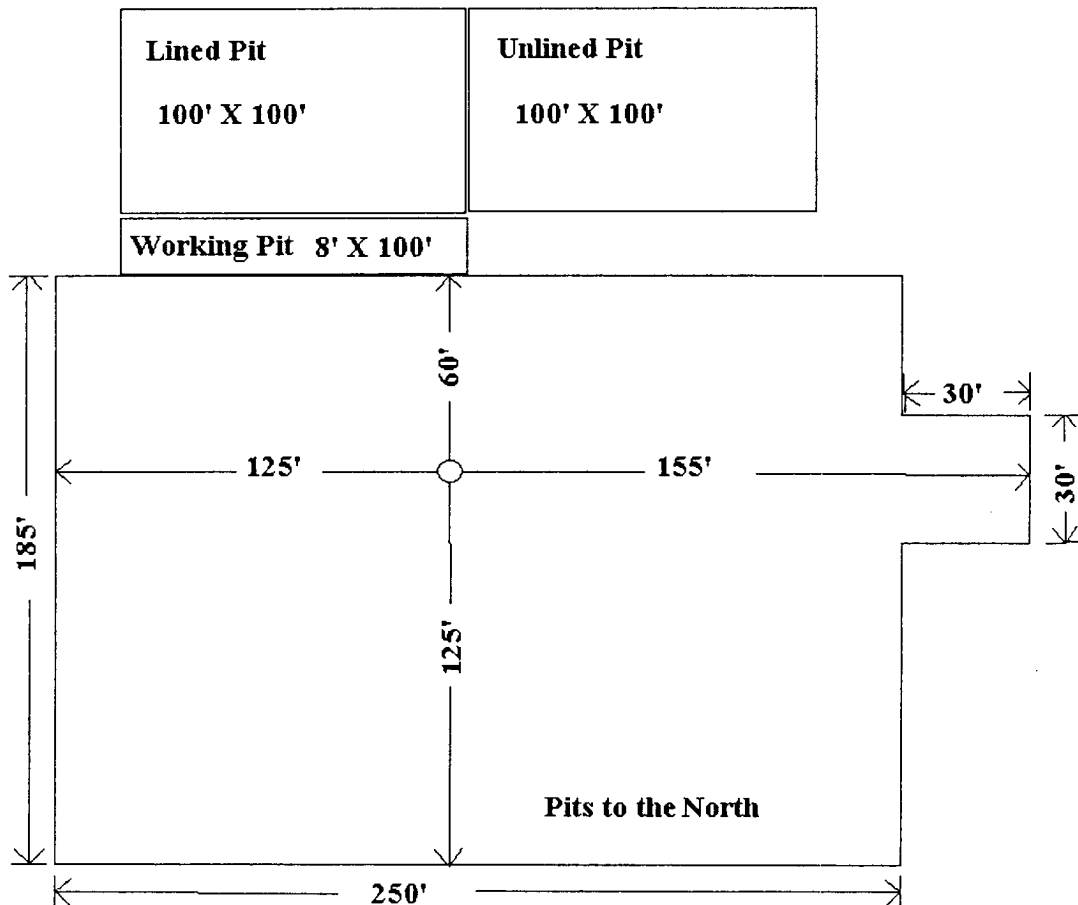 Lined Pit
100' X 100'
Unlined Pit
100' X 100'
Working Pit 8' X 100'
60'
30'
125'
155'
30'
185'
125'
Pits to the North
250'